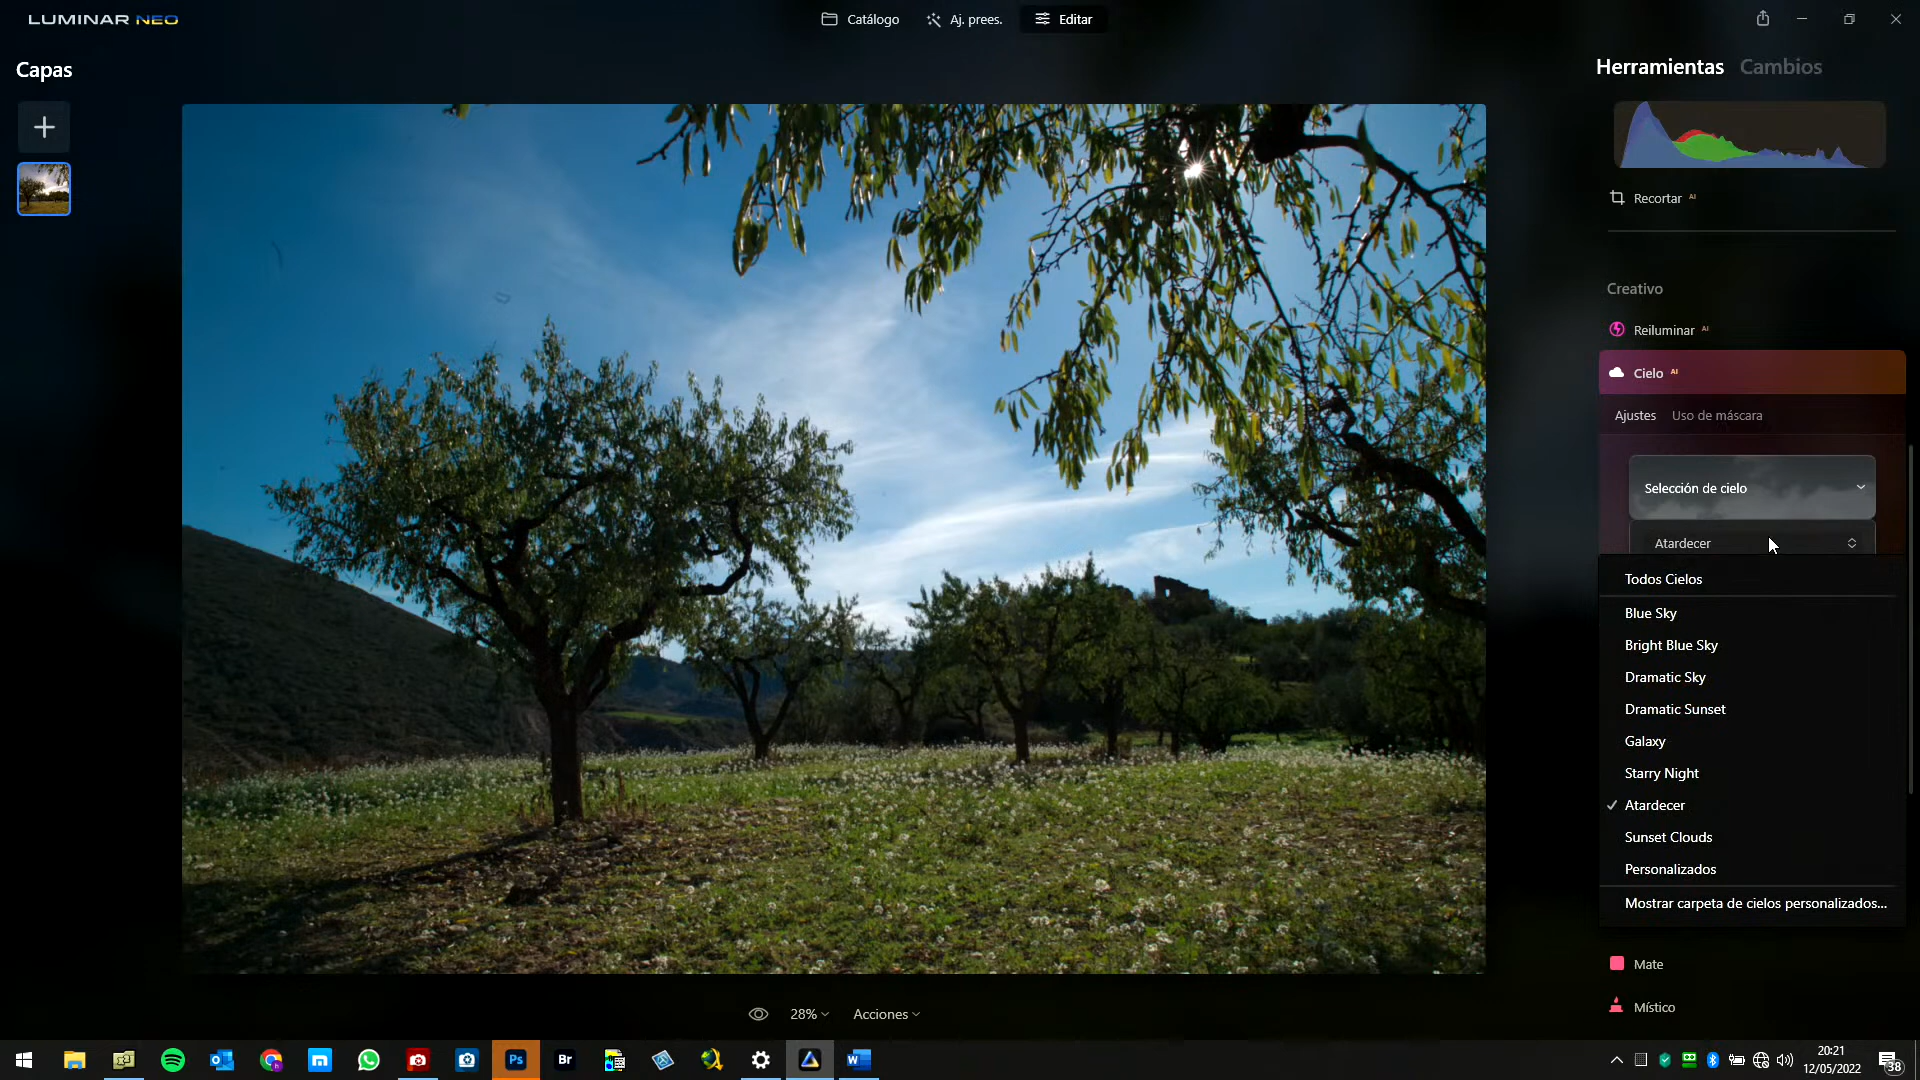 LUMINAR NEO
Catálogo
Aj. prees.
Editar
Capas
Herramientas Cambios
Recortar AI
Creativo
Reiluminar AI
Cielo AI
Ajustes Uso de máscara
Selección de cielo
Atardecer
Todos Cielos
Blue Sky
Bright Blue Sky
Dramatic Sky
Dramatic Sunset
Galaxy
Starry Night
Atardecer
Sunset Clouds
Personalizados
Mostrar carpeta de cielos personalizados...
Mate
Místico
28%
Acciones
Ps
Br
20:21
12/05/2022
38